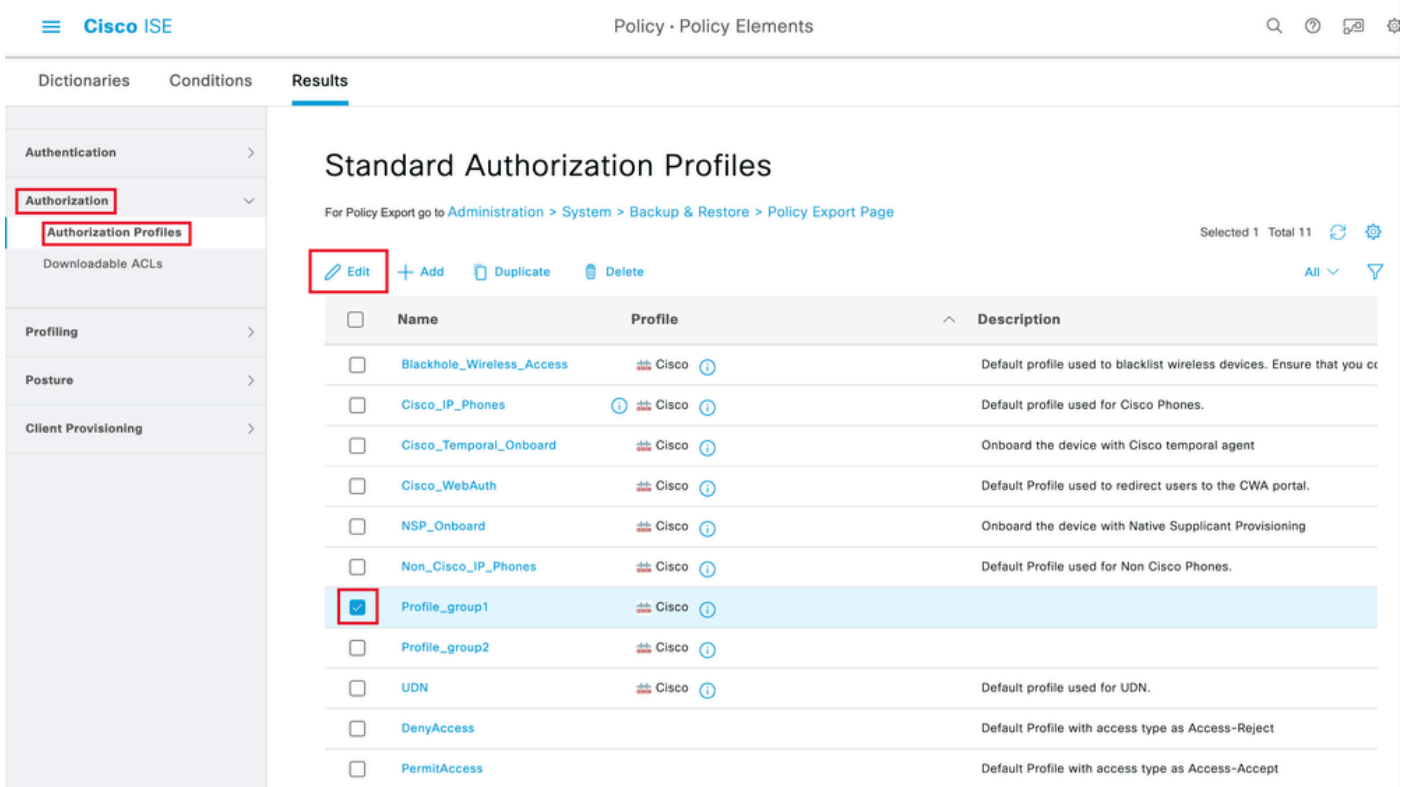 Cisco ISE
Policy · Policy Elements
Dictionaries Conditions Results
Authentication
Authorization
Authorization Profiles
Downloadable ACLs
Profiling
Posture
Client Provisioning
Standard Authorization Profiles
For Policy Export go to Administration > System > Backup & Restore > Policy Export Page
Selected 1 Total 11
Edit Add Duplicate Delete All
Name Profile Description
Blackhole_Wireless_Access Cisco Default profile used to blacklist wireless devices. Ensure that you co
Cisco_IP_Phones Cisco Default profile used for Cisco Phones.
Cisco_Temporal_Onboard Cisco Onboard the device with Cisco temporal agent
Cisco_WebAuth Cisco Default Profile used to redirect users to the CWA portal.
NSP_Onboard Cisco Onboard the device with Native Supplicant Provisioning
Non_Cisco_IP_Phones Cisco Default Profile used for Non Cisco Phones.
Profile_group1 Cisco
Profile_group2 Cisco
UDN Cisco Default profile used for UDN.
DenyAccess Default Profile with access type as Access-Reject
PermitAccess Default Profile with access type as Access-Accept